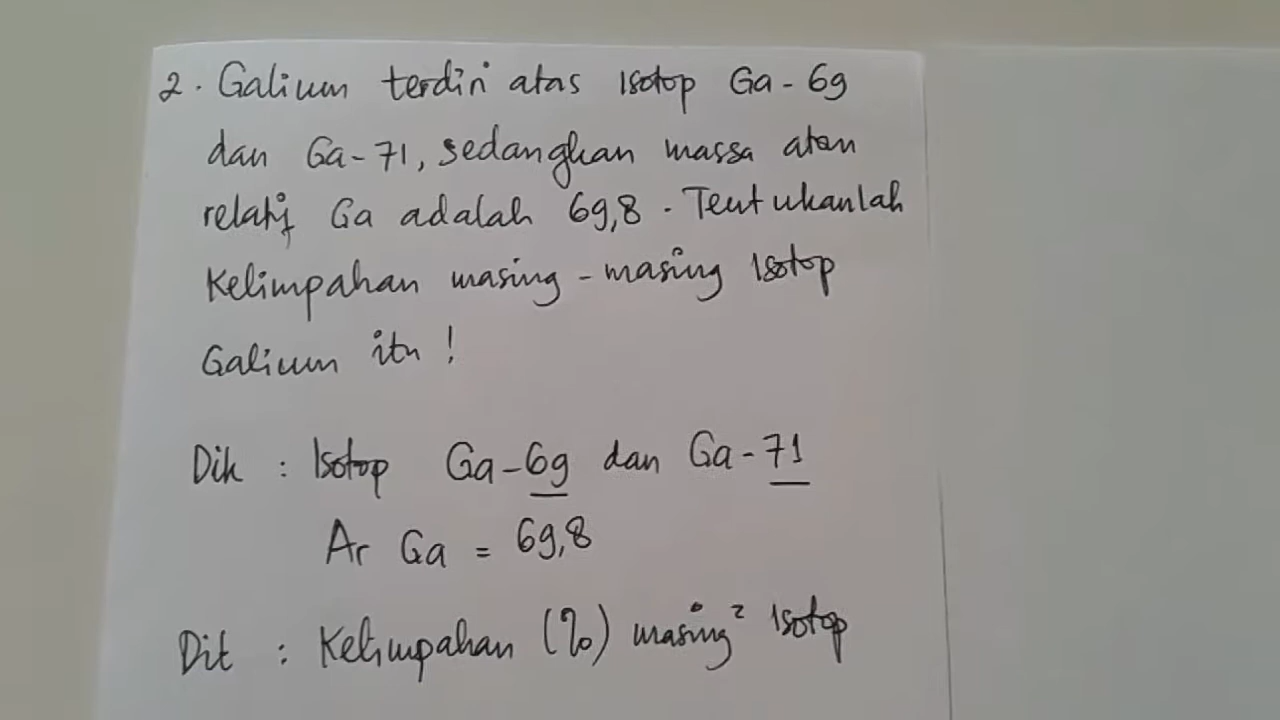 2. Galium terdiri atas Isotop Ga-69
dan Ga-71, sedangkan massa atom
relatif Ga adalah 69,8. Tentukanlah
Kelimpahan masing-masing Isotop
Galium itu!
Dik : Isotop Ga-69 dan Ga-71
Ar Ga = 69,8
Dit : Kelimpahan (%) masing² Isotop